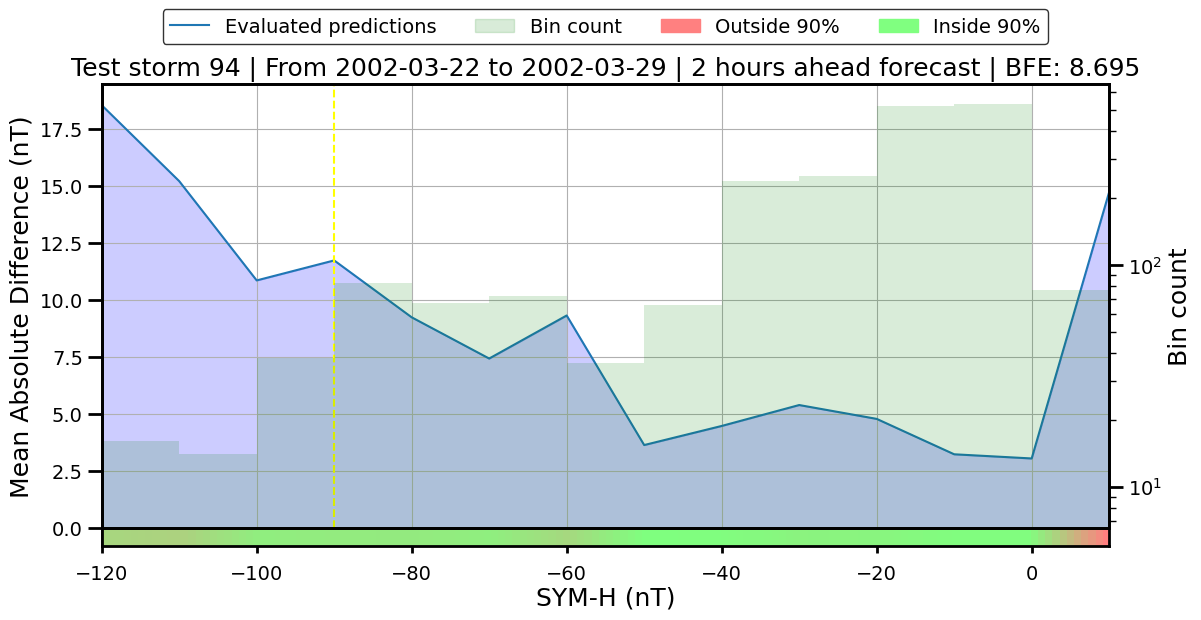 Evaluated predictions Bin count Outside 90% Inside 90%
Test storm 94 | From 2002-03-22 to 2002-03-29 | 2 hours ahead forecast | BFE: 8.695
Mean Absolute Difference (nT)
17.5
15.0
12.5
10.0
7.5
5.0
2.5
0.0
10²
10¹
Bin count
−120 −100 −80 −60 −40 −20 0
SYM-H (nT)